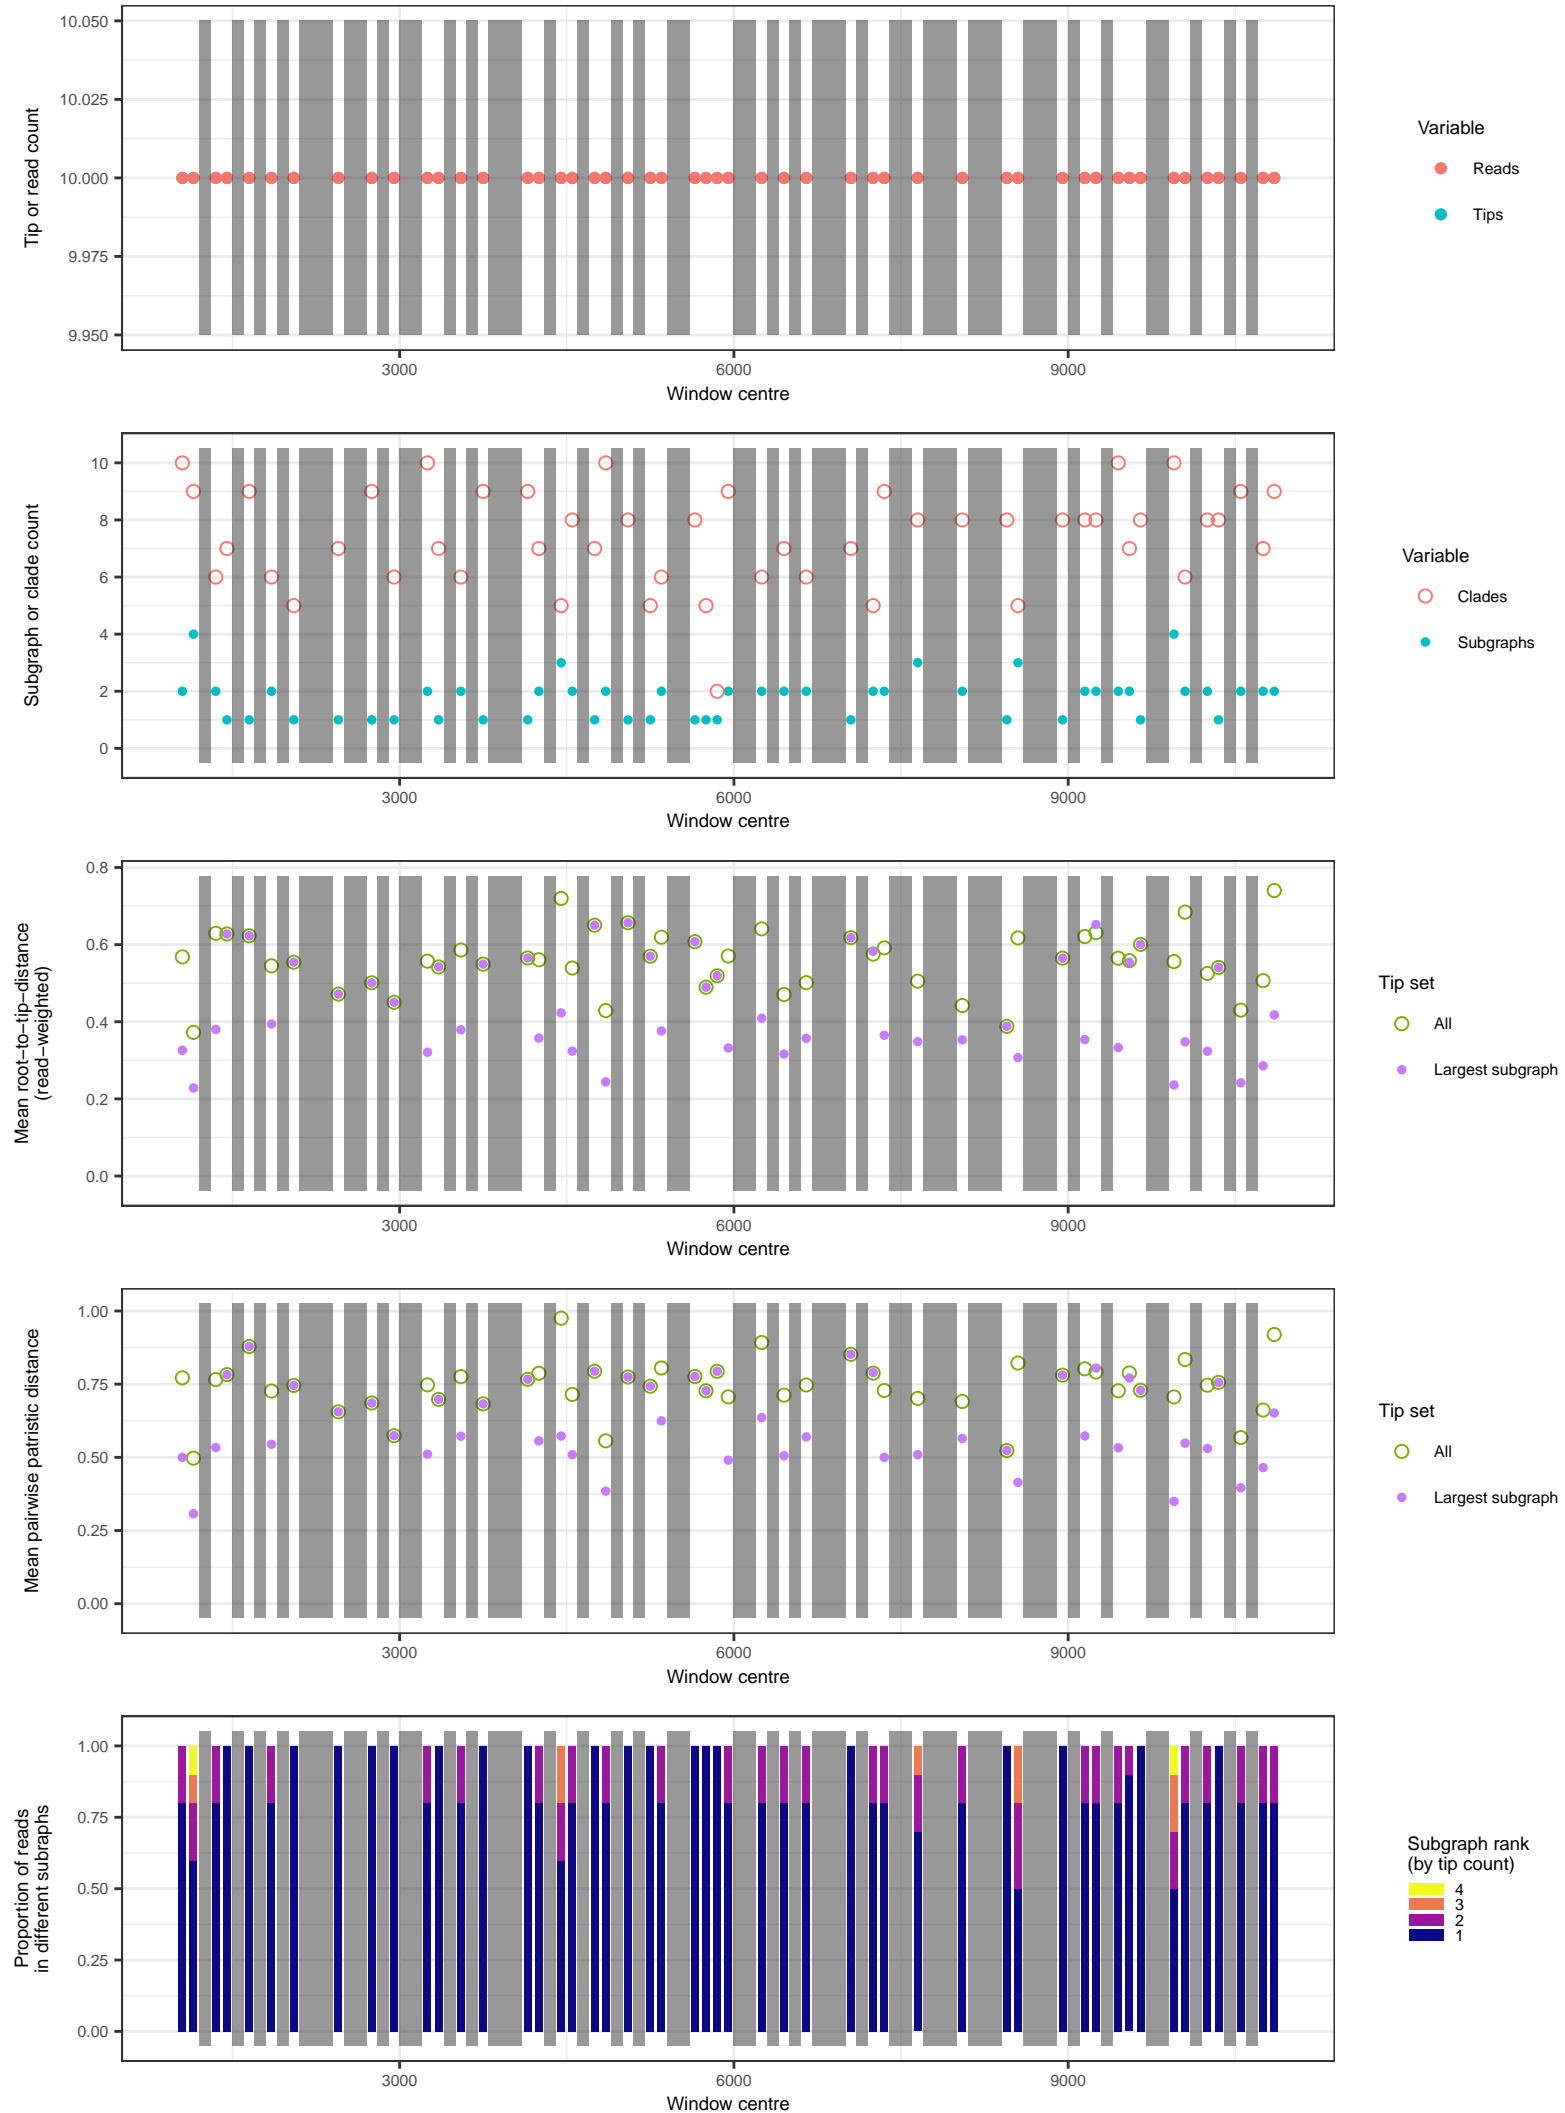 10.050
10.025
10.000
9.975
9.950
Tip or read count
3000
6000
9000
Window centre
Variable
Reads
Tips
10
8
6
4
2
0
Subgraph or clade count
3000
6000
9000
Window centre
Variable
Clades
Subgraphs
0.8
0.6
0.4
0.2
0.0
Mean root−to−tip−distance
(read−weighted)
3000
6000
9000
Window centre
Tip set
All
Largest subgraph
1.00
0.75
0.50
0.25
0.00
Mean pairwise patristic distance
3000
6000
9000
Window centre
Tip set
All
Largest subgraph
1.00
0.75
0.50
0.25
0.00
Proportion of reads
in different subraphs
3000
6000
9000
Window centre
Subgraph rank
(by tip count)
4
3
2
1